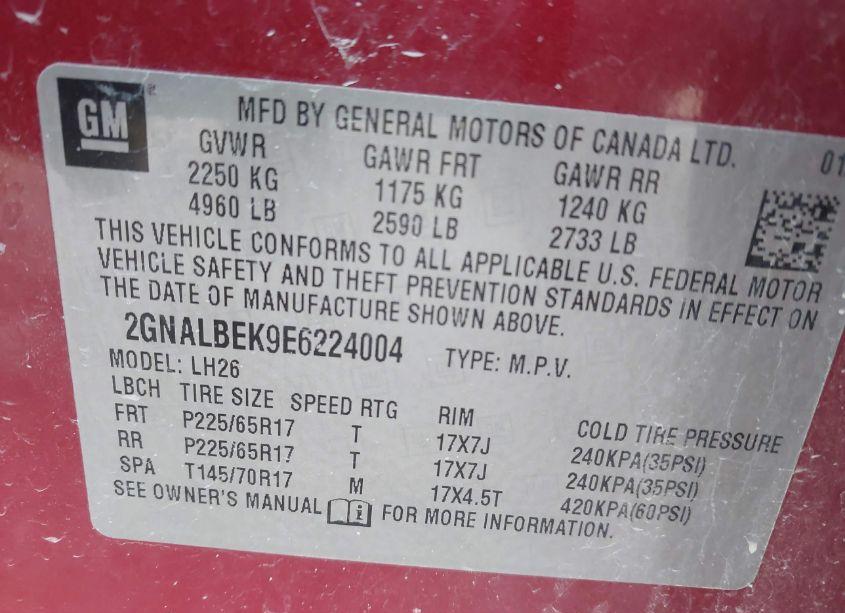 GM
MFD BY GENERAL MOTORS OF CANADA LTD. 01
GVWR GAWR FRT GAWR RR
2250 KG 1175 KG 1240 KG
4960 LB 2590 LB 2733 LB
THIS VEHICLE CONFORMS TO ALL APPLICABLE U.S. FEDERAL MOTOR
VEHICLE SAFETY AND THEFT PREVENTION STANDARDS IN EFFECT ON
THE DATE OF MANUFACTURE SHOWN ABOVE.
2GNALBEK9E6224004 TYPE: M.P.V.
MODEL: LH26
LBCH TIRE SIZE SPEED RTG RIM COLD TIRE PRESSURE
FRT P225/65R17 T 17X7J 240KPA(35PSI)
RR P225/65R17 T 17X7J 240KPA(35PSI)
SPA T145/70R17 M 17X4.5T 420KPA(60PSI)
SEE OWNER'S MANUAL i FOR MORE INFORMATION.